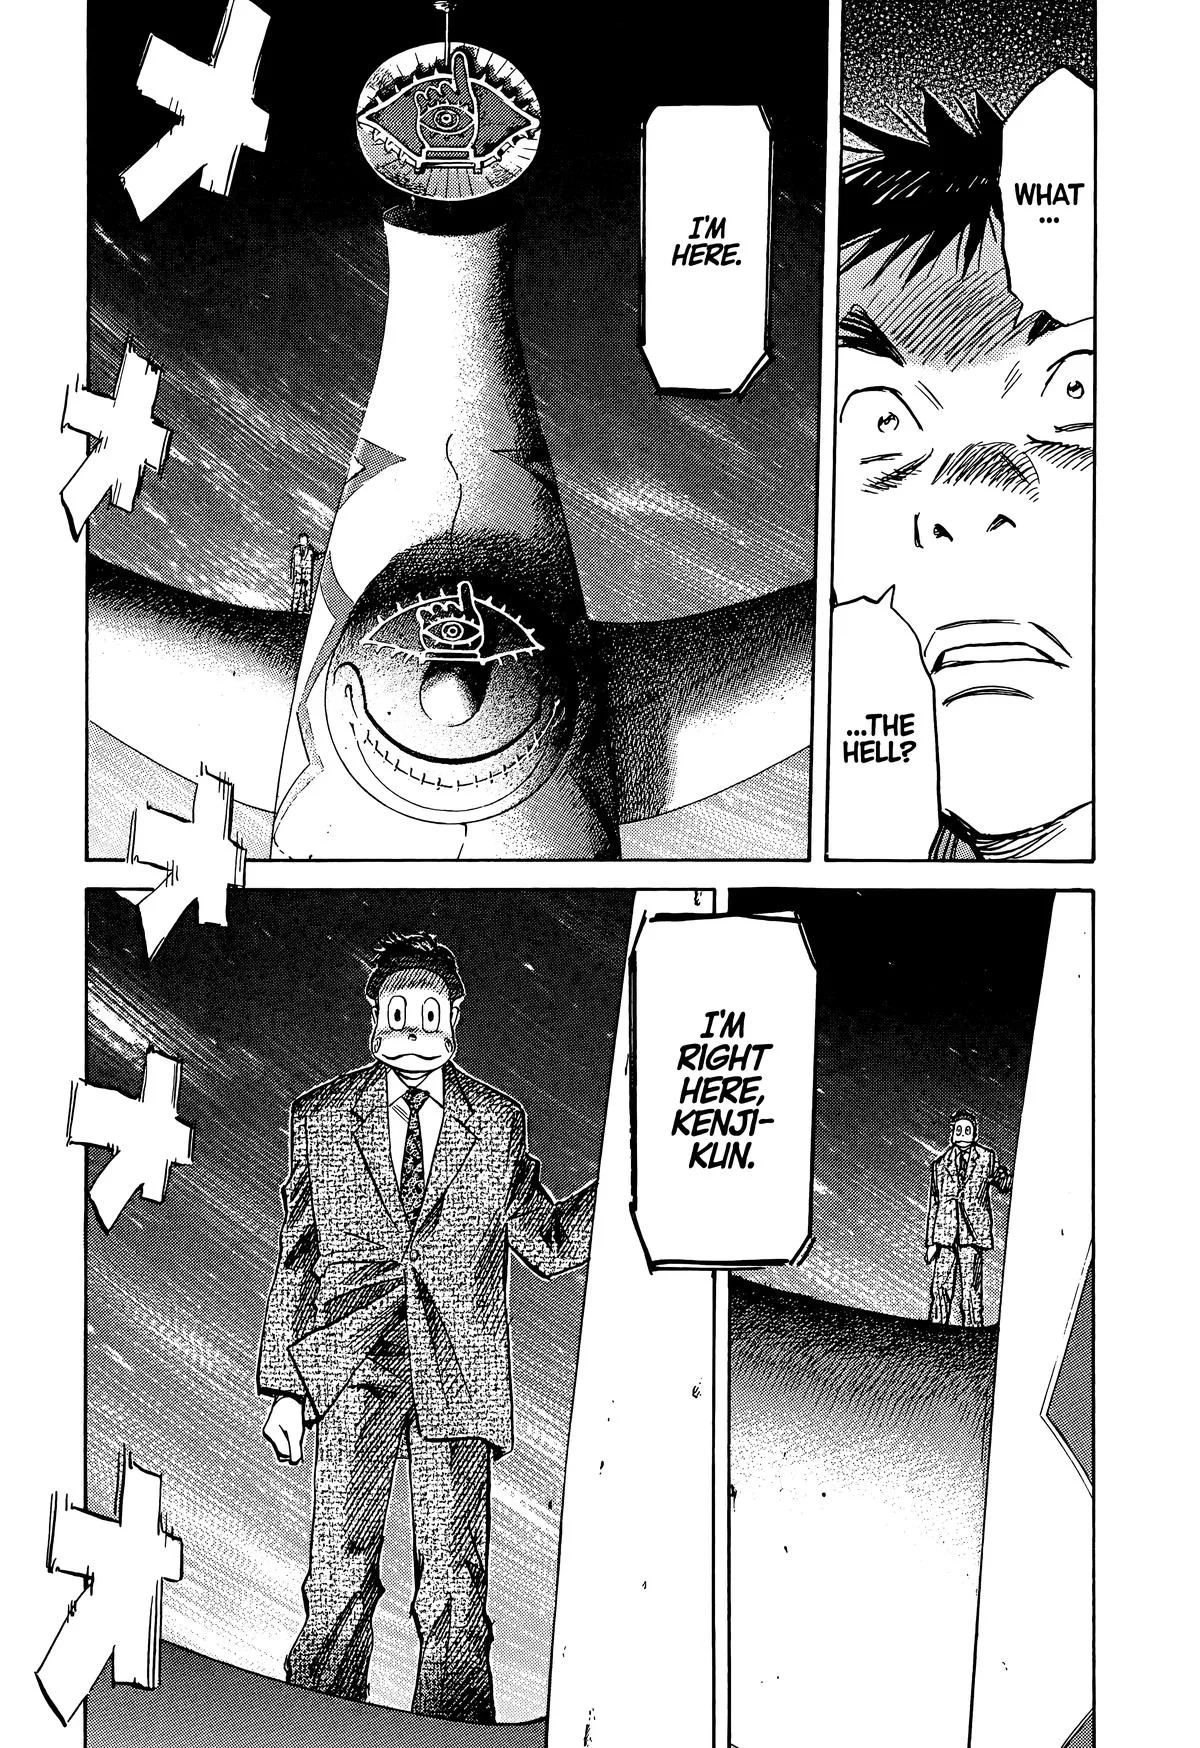 WHAT
...
...THE
HELL?
I'M
HERE.
I'M
RIGHT
HERE,
KENJI-
KUN.